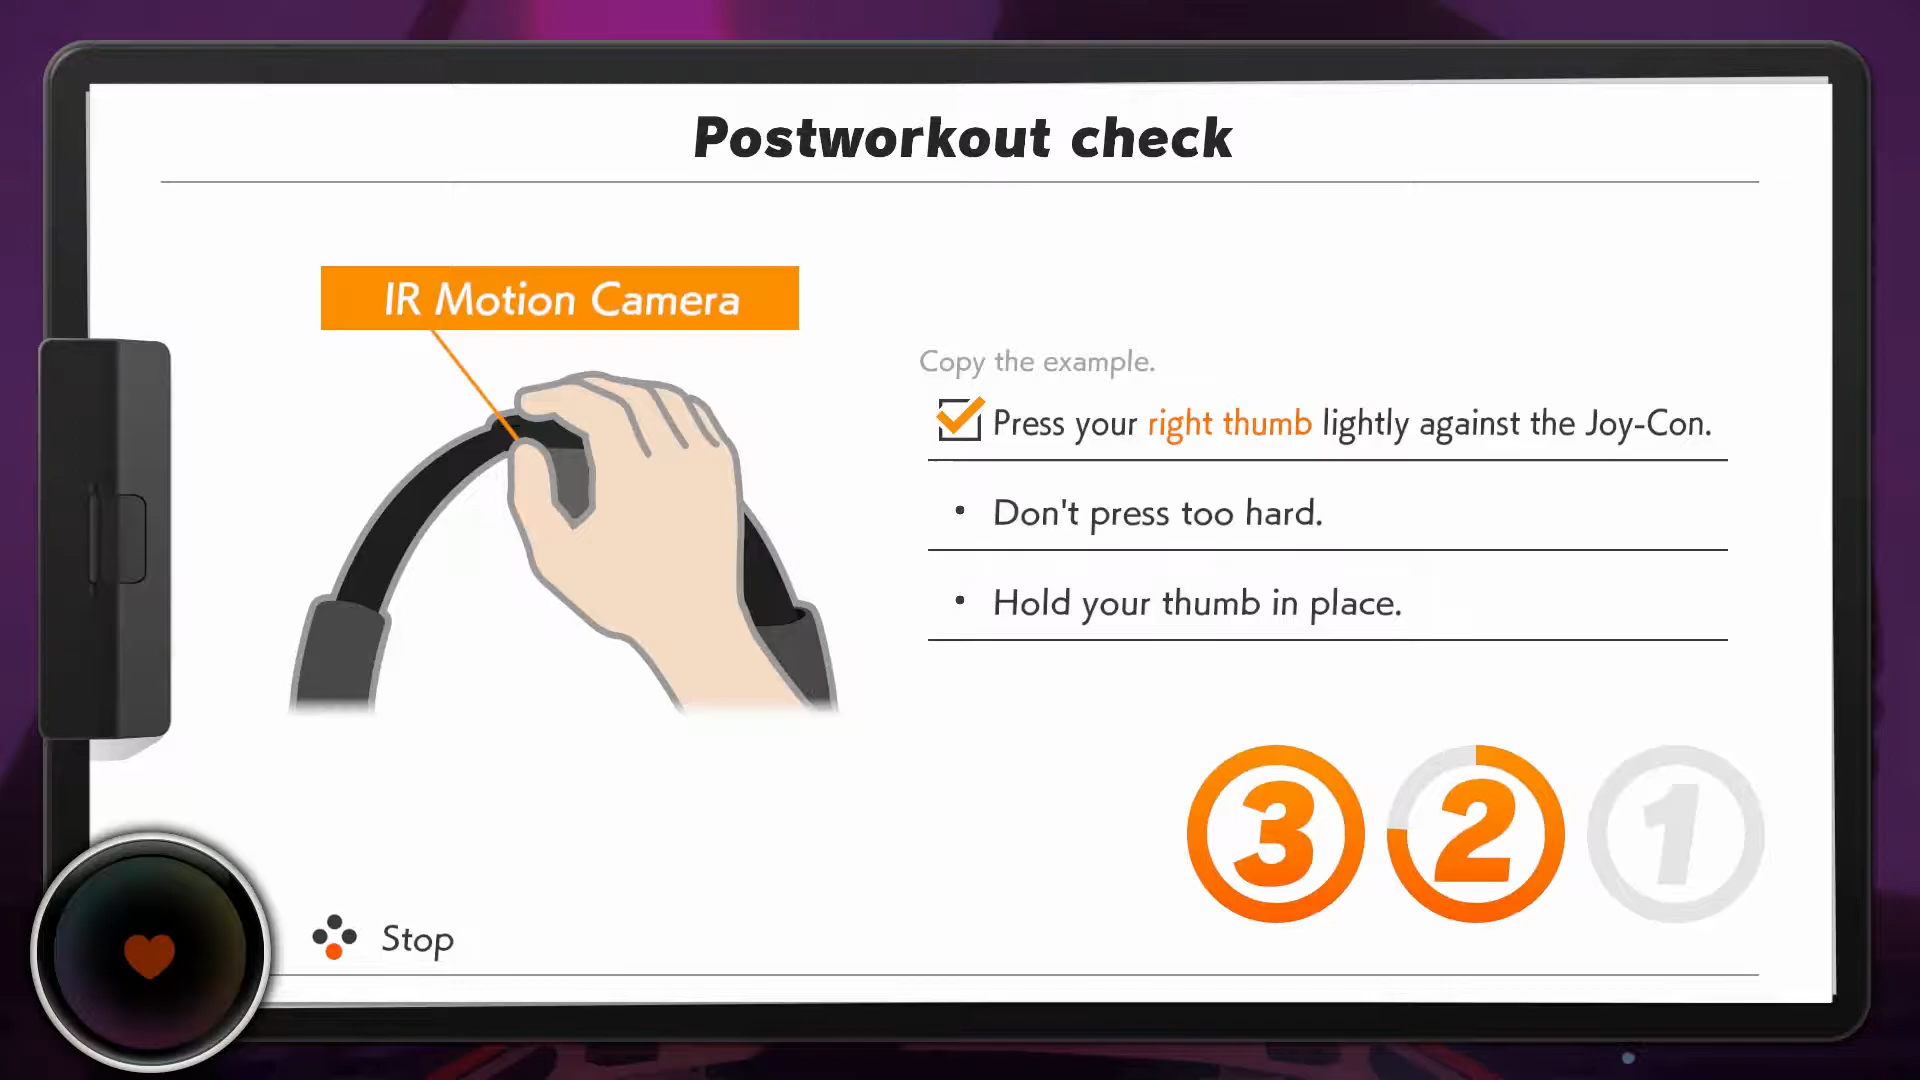 Postworkout check
IR Motion Camera
Copy the example.
Press your right thumb lightly against the Joy-Con.
• Don't press too hard.
• Hold your thumb in place.
3 2 1
Stop